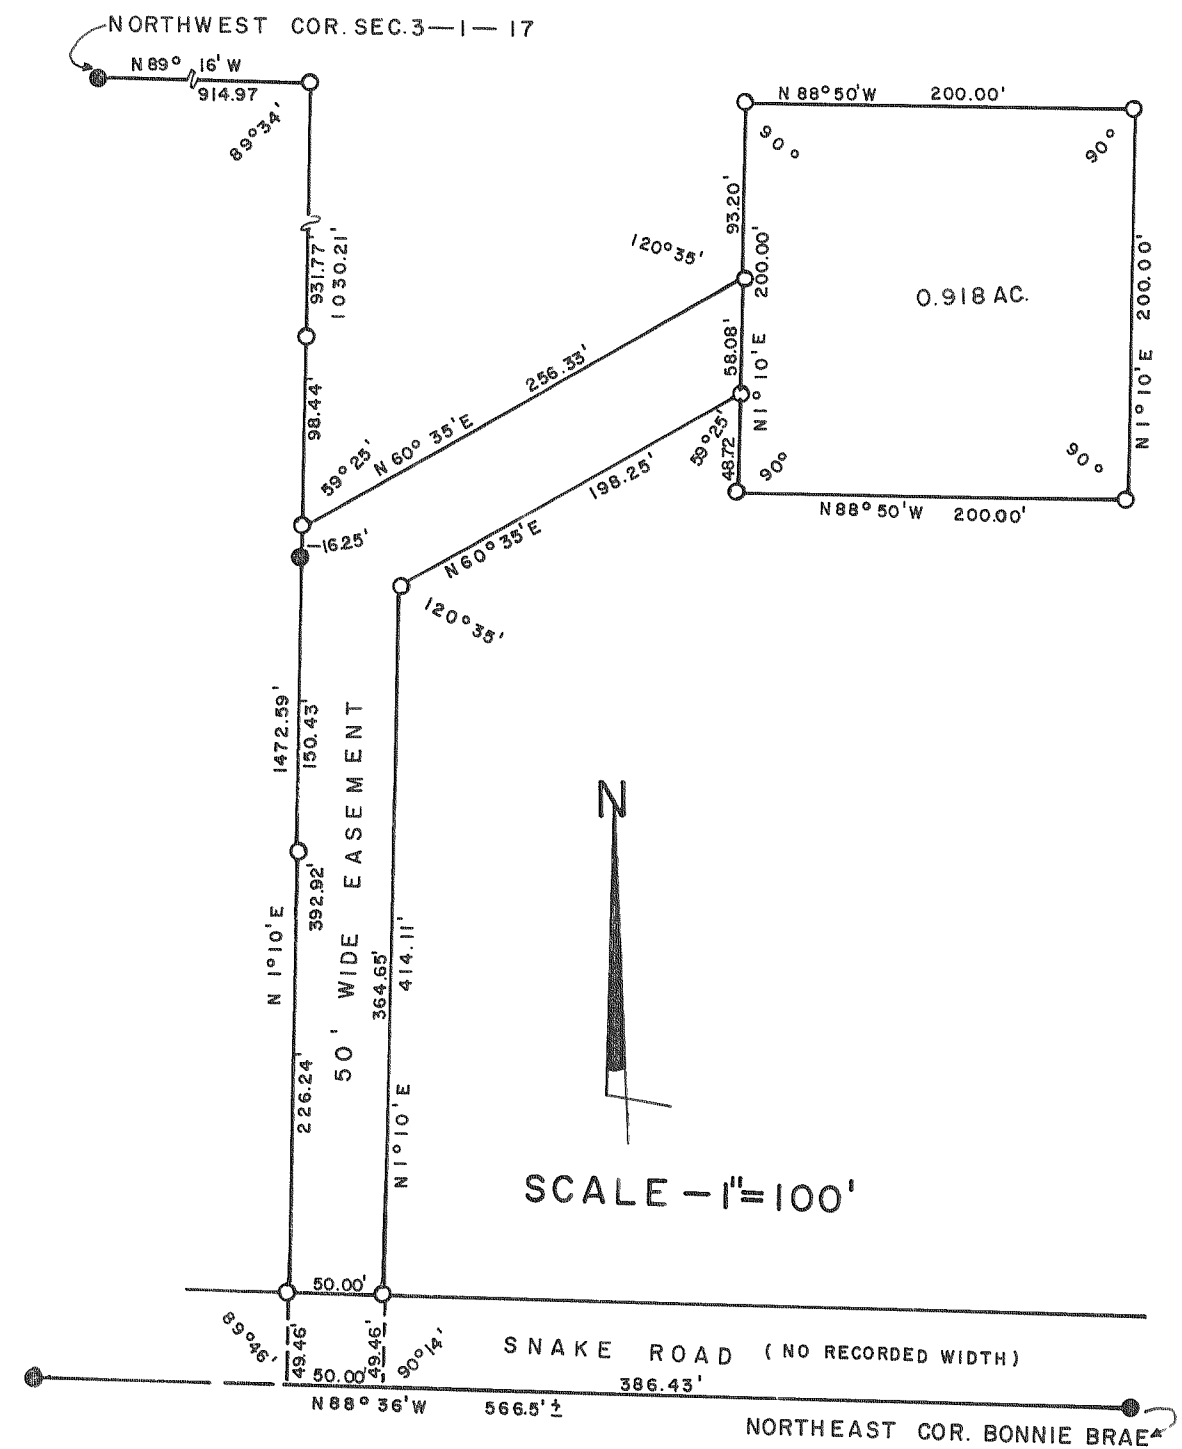 NORTHWEST COR. SEC. 3—1—17
N 89° 16' W
914.97
89°34'
N 88°50'W 200.00'
90°
90°
93.20'
120°35'
200.00'
931.77'
1030.21'
200.00'
0.918 AC.
58.08'
N 1° 10' E
256.33'
N 1° 10' E
98.44'
N 60° 35' E
59° 25'
59°25'
48.72
90°
90°
198.25'
N 88° 50' W 200.00'
16.25'
N 60° 35' E
120° 35'
1472.59'
150.43'
50' WIDE EASEMENT
N
392.92'
N 1° 10' E
364.65'
414.11'
226.24'
N 1° 10' E
SCALE – 1"=100'
50.00'
89°46'
49.46'
49.46'
90°14'
SNAKE ROAD (NO RECORDED WIDTH)
50.00'
386.43'
N 88° 36' W 566.5' ±
NORTHEAST COR. BONNIE BRAE